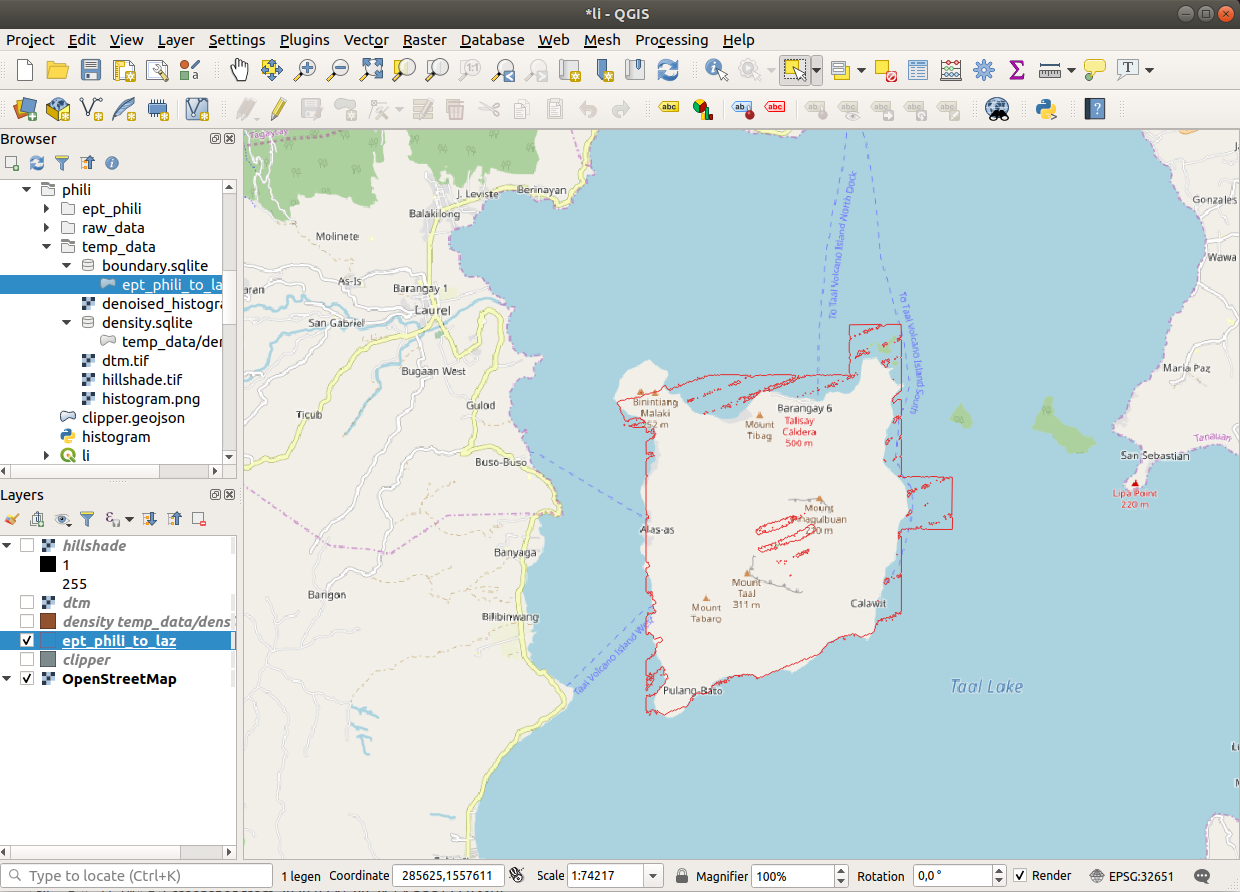 *li - QGIS
Project Edit View Layer Settings Plugins Vector Raster Database Web Mesh Processing Help
Browser
phili
ept_phili
raw_data
temp_data
boundary.sqlite
ept_phili_to_la
denoised_histogra
density.sqlite
temp_data/der
dtm.tif
hillshade.tif
histogram.png
clipper.geojson
histogram
li
Layers
hillshade
1
255
dtm
density temp_data/dens
ept_phili_to_laz
clipper
OpenStreetMap
Tagaytay
J. Leviste
Berinayan
Balakilong
Molinete
As-Is
Barangay 1
Laurel
San Gabriel
Bugaan West
Ticub
Gulod
Buso-Buso
Banyaga
Barigon
Bilibinwang
To Taal Volcano Island North Dock
To Taal Volcano Island South
Gonzales
Wawa
Maria Paz
Tanauan
San Sebastian
Lipa Point
220 m
Binintiang
Malaki
Mount
Tibag
Barangay 6
Talisay
Caldera
500 m
Alas-as
Mount
Mount
Taal
311 m
Mount
Tabaro
Calawit
Taal Volcano Island West
Pulang Bato
Taal Lake
Type to locate (Ctrl+K)
1 legen Coordinate 285625,1557611 Scale 1:74217 Magnifier 100% Rotation 0,0 ° Render EPSG:32651